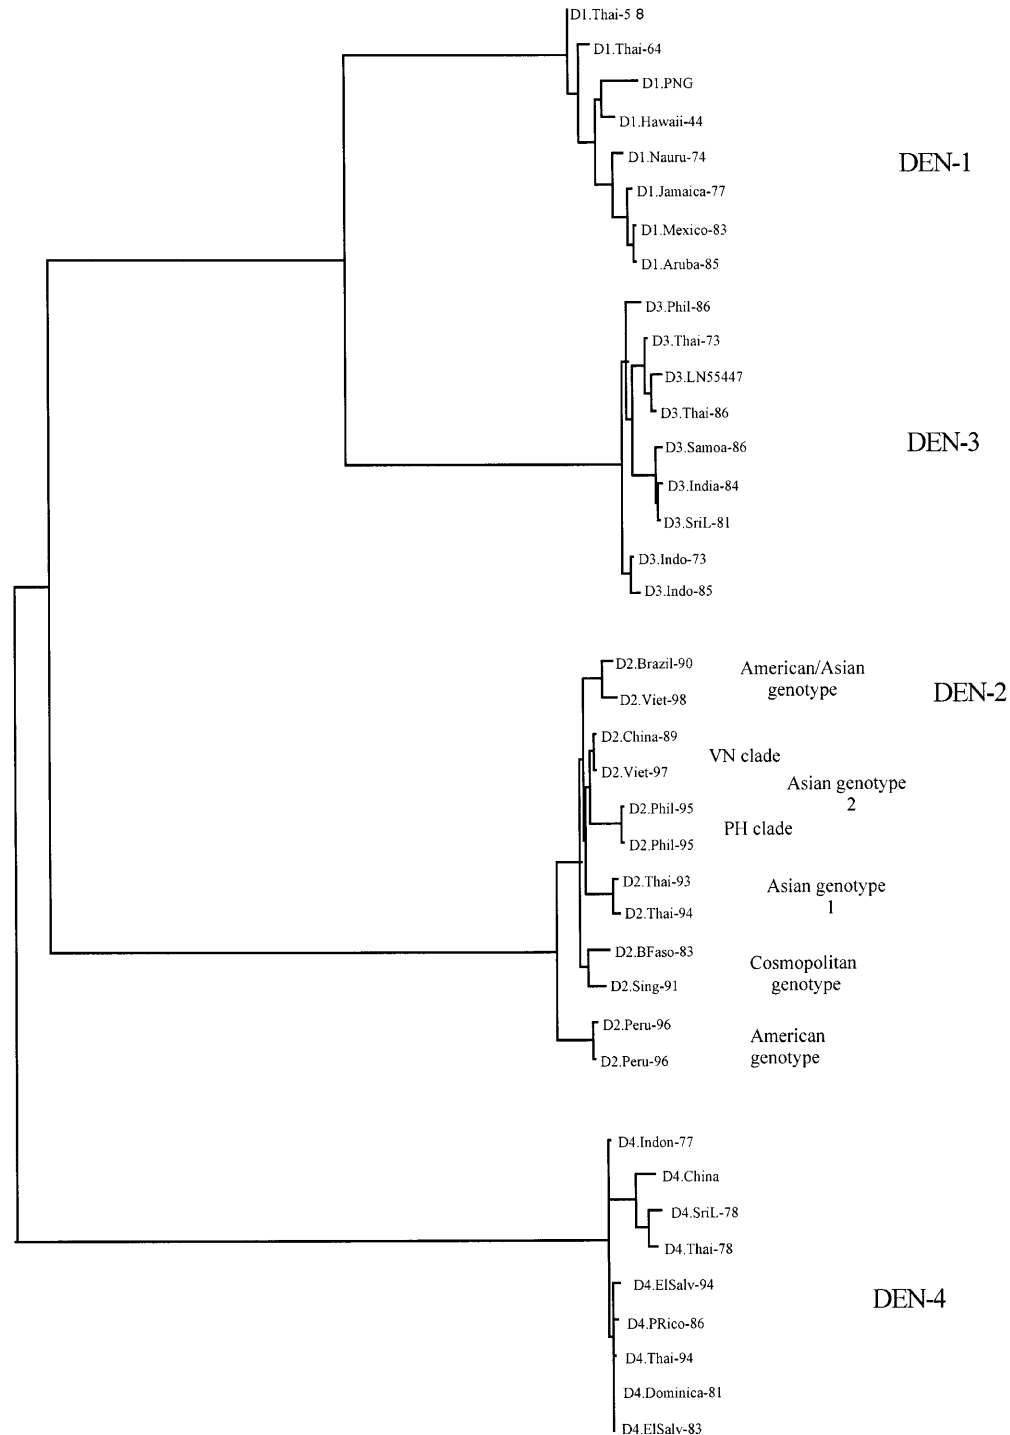 D1.Thai-5 8
D1.Thai-64
D1.PNG
D1.Hawaii-44
D1.Nauru-74
DEN-1
D1.Jamaica-77
D1.Mexico-83
D1.Aruba-85
D3.Phil-86
D3.Thai-73
D3.LN55447
D3.Thai-86
DEN-3
D3.Samoa-86
D3.India-84
D3.SriL-81
D3.Indo-73
D3.Indo-85
D2.Brazil-90
American/Asian
genotype
DEN-2
D2.Viet-98
D2.China-89
VN clade
D2.Viet-97
Asian genotype
2
D2.Phil-95
PH clade
D2.Phil-95
D2.Thai-93
Asian genotype
1
D2.Thai-94
D2.BFaso-83
Cosmopolitan
genotype
D2.Sing-91
D2.Peru-96
American
genotype
D2.Peru-96
D4.Indon-77
D4.China
D4.SriL-78
D4.Thai-78
D4.ElSalv-94
DEN-4
D4.PRico-86
D4.Thai-94
D4.Dominica-81
D4.ElSalv-83